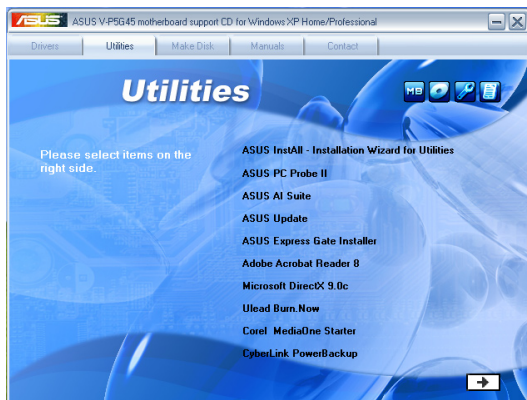 ASUS ASUS V-P5G45 motherboard support CD for Windows XP Home/Professional
Drivers Utilities Make Disk Manuals Contact
Utilities
MB
Please select items on the
right side.
ASUS InstAll - Installation Wizard for Utilities
ASUS PC Probe II
ASUS AI Suite
ASUS Update
ASUS Express Gate Installer
Adobe Acrobat Reader 8
Microsoft DirectX 9.0c
Ulead Burn.Now
Corel MediaOne Starter
CyberLink PowerBackup